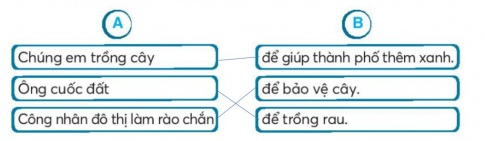 A B
Chúng em trồng cây để giúp thành phố thêm xanh.
Ông cuốc đất để bảo vệ cây.
Công nhân đô thị làm rào chắn để trồng rau.